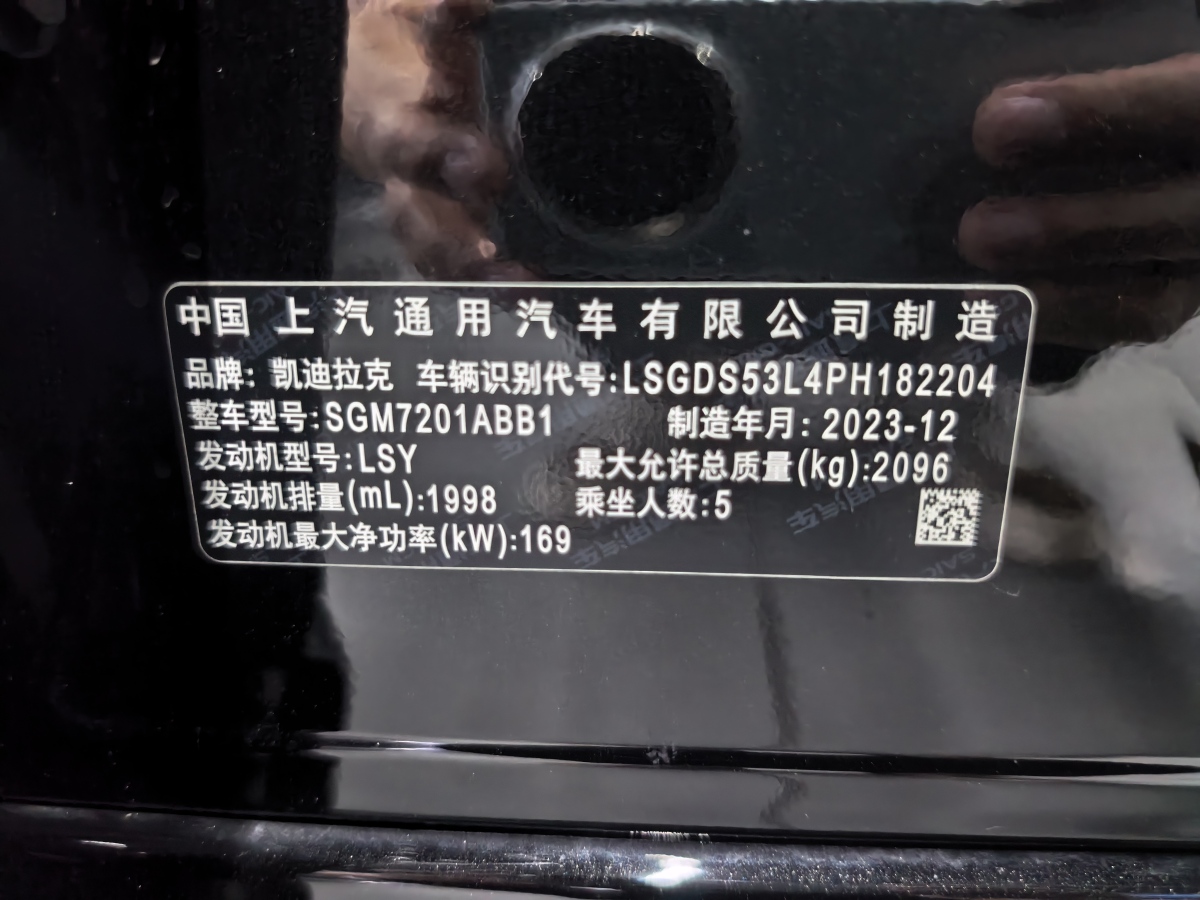 中国上汽通用汽车有限公司制造
品牌：凯迪拉克 车辆识别代号:LSGDS53L4PH182204
整车型号:SGM7201ABB1 制造年月：2023-12
发动机型号:LSY 最大允许总质量(kg):2096
发动机排量(mL):1998 乘坐人数:5
发动机最大净功率(kW):169